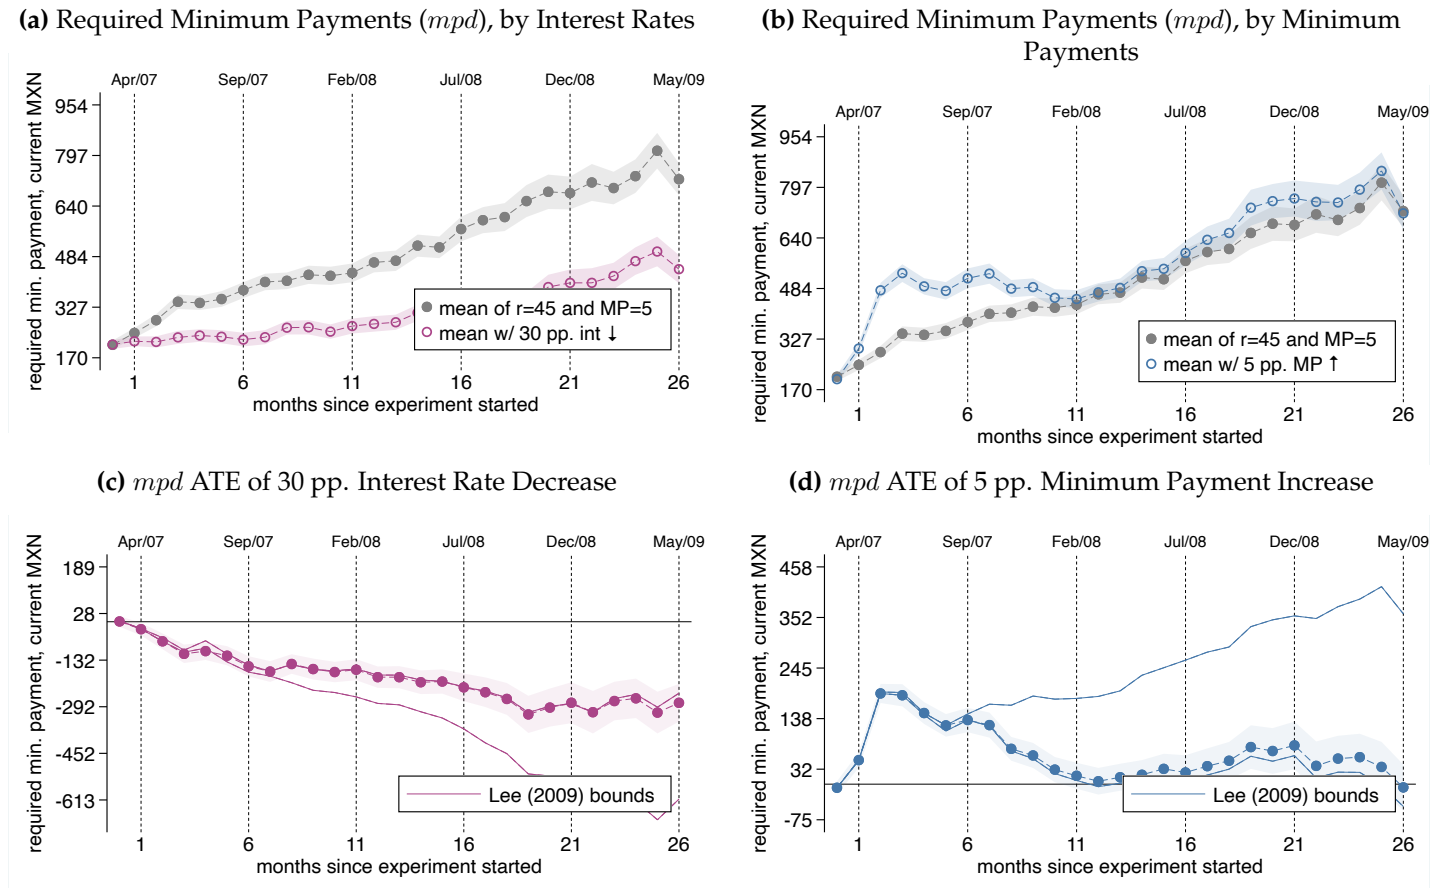 (a) Required Minimum Payments (mpd), by Interest Rates
Apr/07 Sep/07 Feb/08 Jul/08 Dec/08 May/09
required min. payment, current MXN
954
797
640
484
327
170
mean of r=45 and MP=5
mean w/ 30 pp. int ↓
1 6 11 16 21 26
months since experiment started
(b) Required Minimum Payments (mpd), by Minimum
Payments
Apr/07 Sep/07 Feb/08 Jul/08 Dec/08 May/09
required min. payment, current MXN
954
797
640
484
327
170
mean of r=45 and MP=5
mean w/ 5 pp. MP ↑
1 6 11 16 21 26
months since experiment started
(c) mpd ATE of 30 pp. Interest Rate Decrease
Apr/07 Sep/07 Feb/08 Jul/08 Dec/08 May/09
required min. payment, current MXN
189
28
-132
-292
-452
-613
Lee (2009) bounds
1 6 11 16 21 26
months since experiment started
(d) mpd ATE of 5 pp. Minimum Payment Increase
Apr/07 Sep/07 Feb/08 Jul/08 Dec/08 May/09
required min. payment, current MXN
458
352
245
138
32
-75
Lee (2009) bounds
1 6 11 16 21 26
months since experiment started